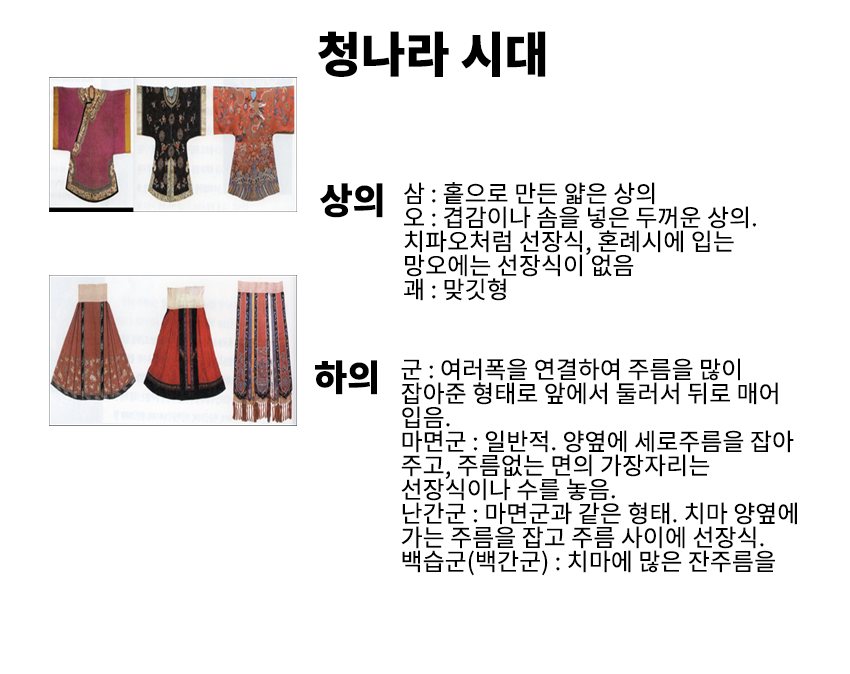 청나라 시대
상의
삼 : 홑으로 만든 얇은 상의
오 : 겹감이나 솜을 넣은 두꺼운 상의.
치파오처럼 선장식, 혼례시에 입는
망오에는 선장식이 없음
괘 : 맞깃형
하의
군 : 여러폭을 연결하여 주름을 많이
잡아준 형태로 앞에서 둘러서 뒤로 매어
입음.
마면군 : 일반적. 양옆에 세로주름을 잡아
주고, 주름없는 면의 가장자리는
선장식이나 수를 놓음.
난간군 : 마면군과 같은 형태. 치마 양옆에
가는 주름을 잡고 주름 사이에 선장식.
백습군(백간군) : 치마에 많은 잔주름을